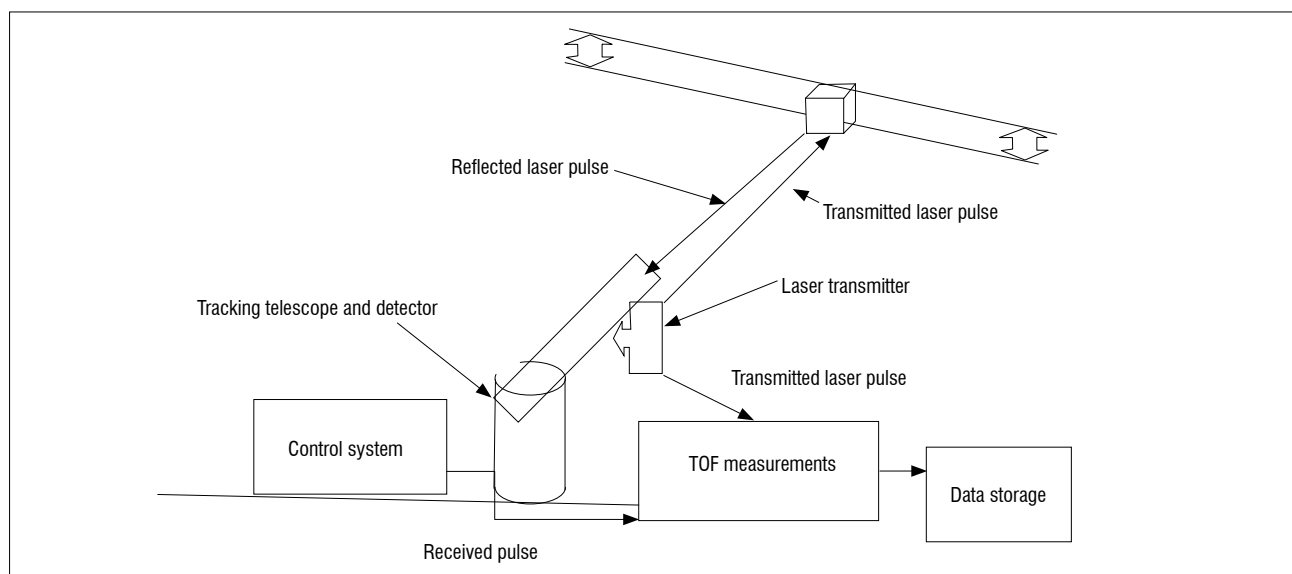 Reflected laser pulse
Transmitted laser pulse
Laser transmitter
Tracking telescope and detector
Transmitted laser pulse
Control system
TOF measurements
Data storage
Received pulse